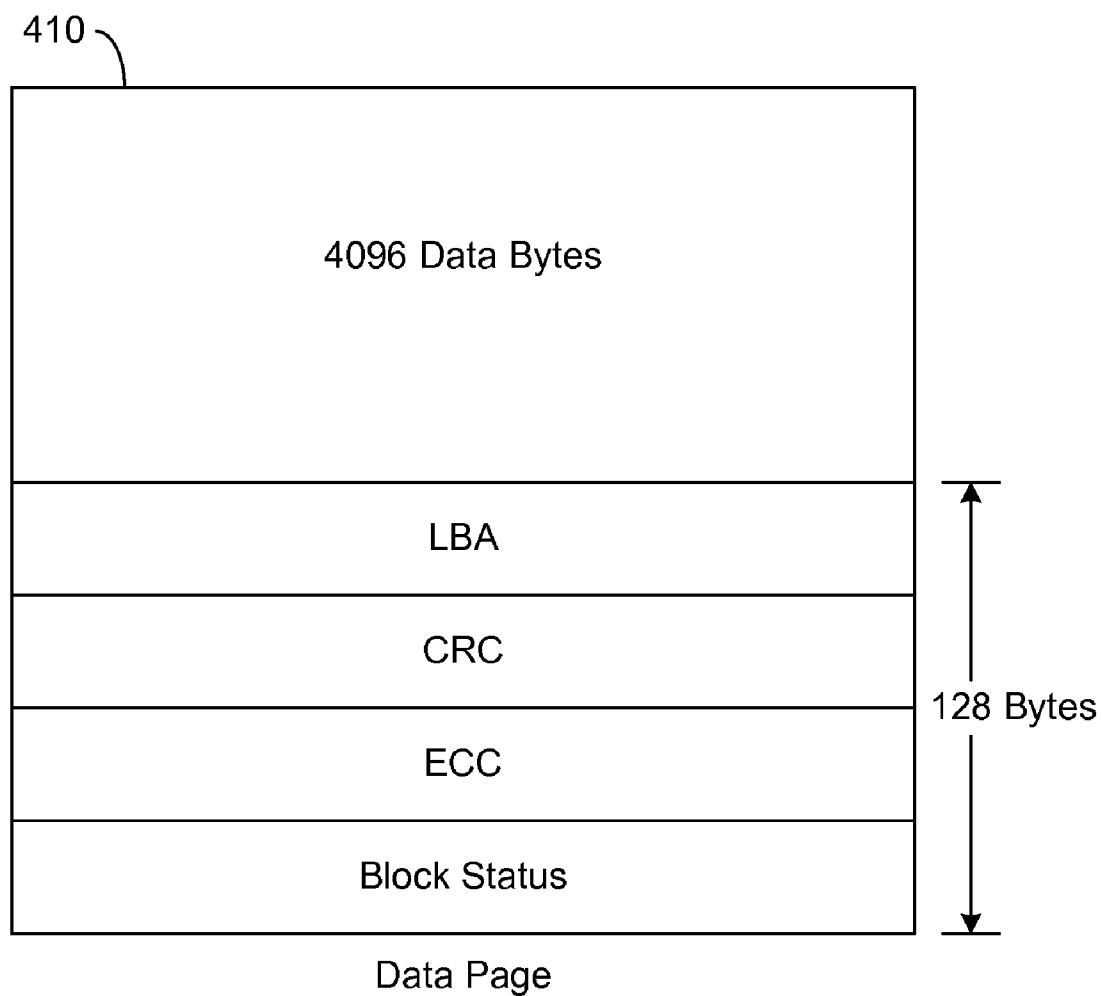 410
4096 Data Bytes
LBA
CRC
ECC
128 Bytes
Block Status
Data Page